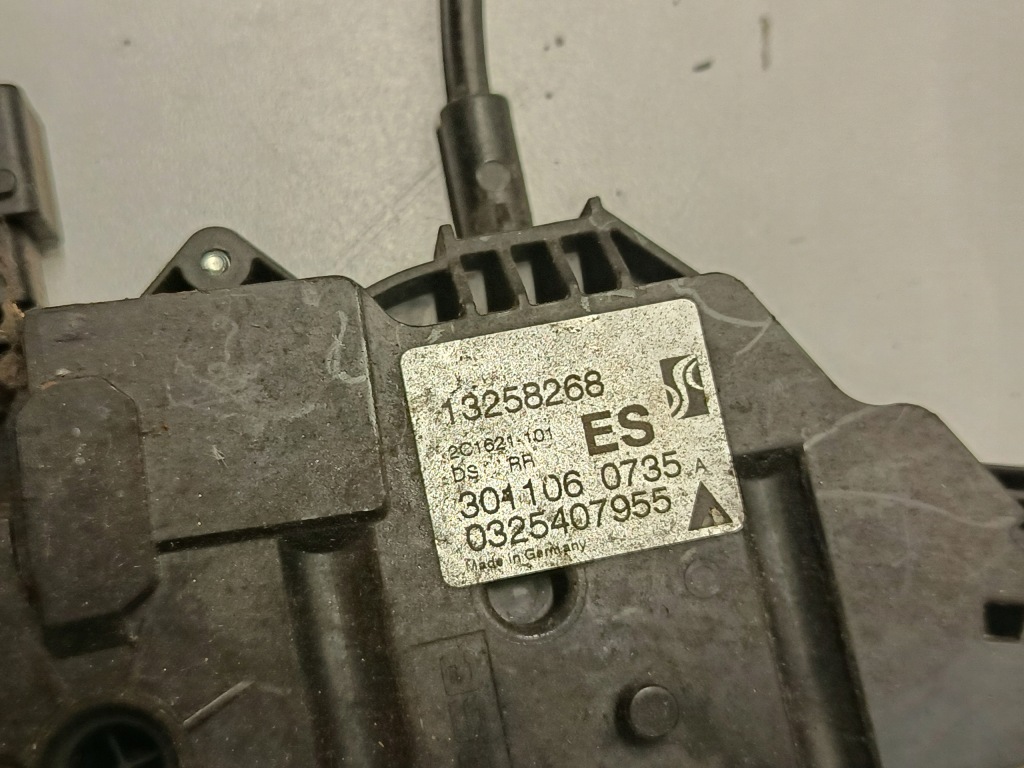 13258268
2C1621-101 ES
DS RR
301106 0735 A
0325407955
Made in Germany